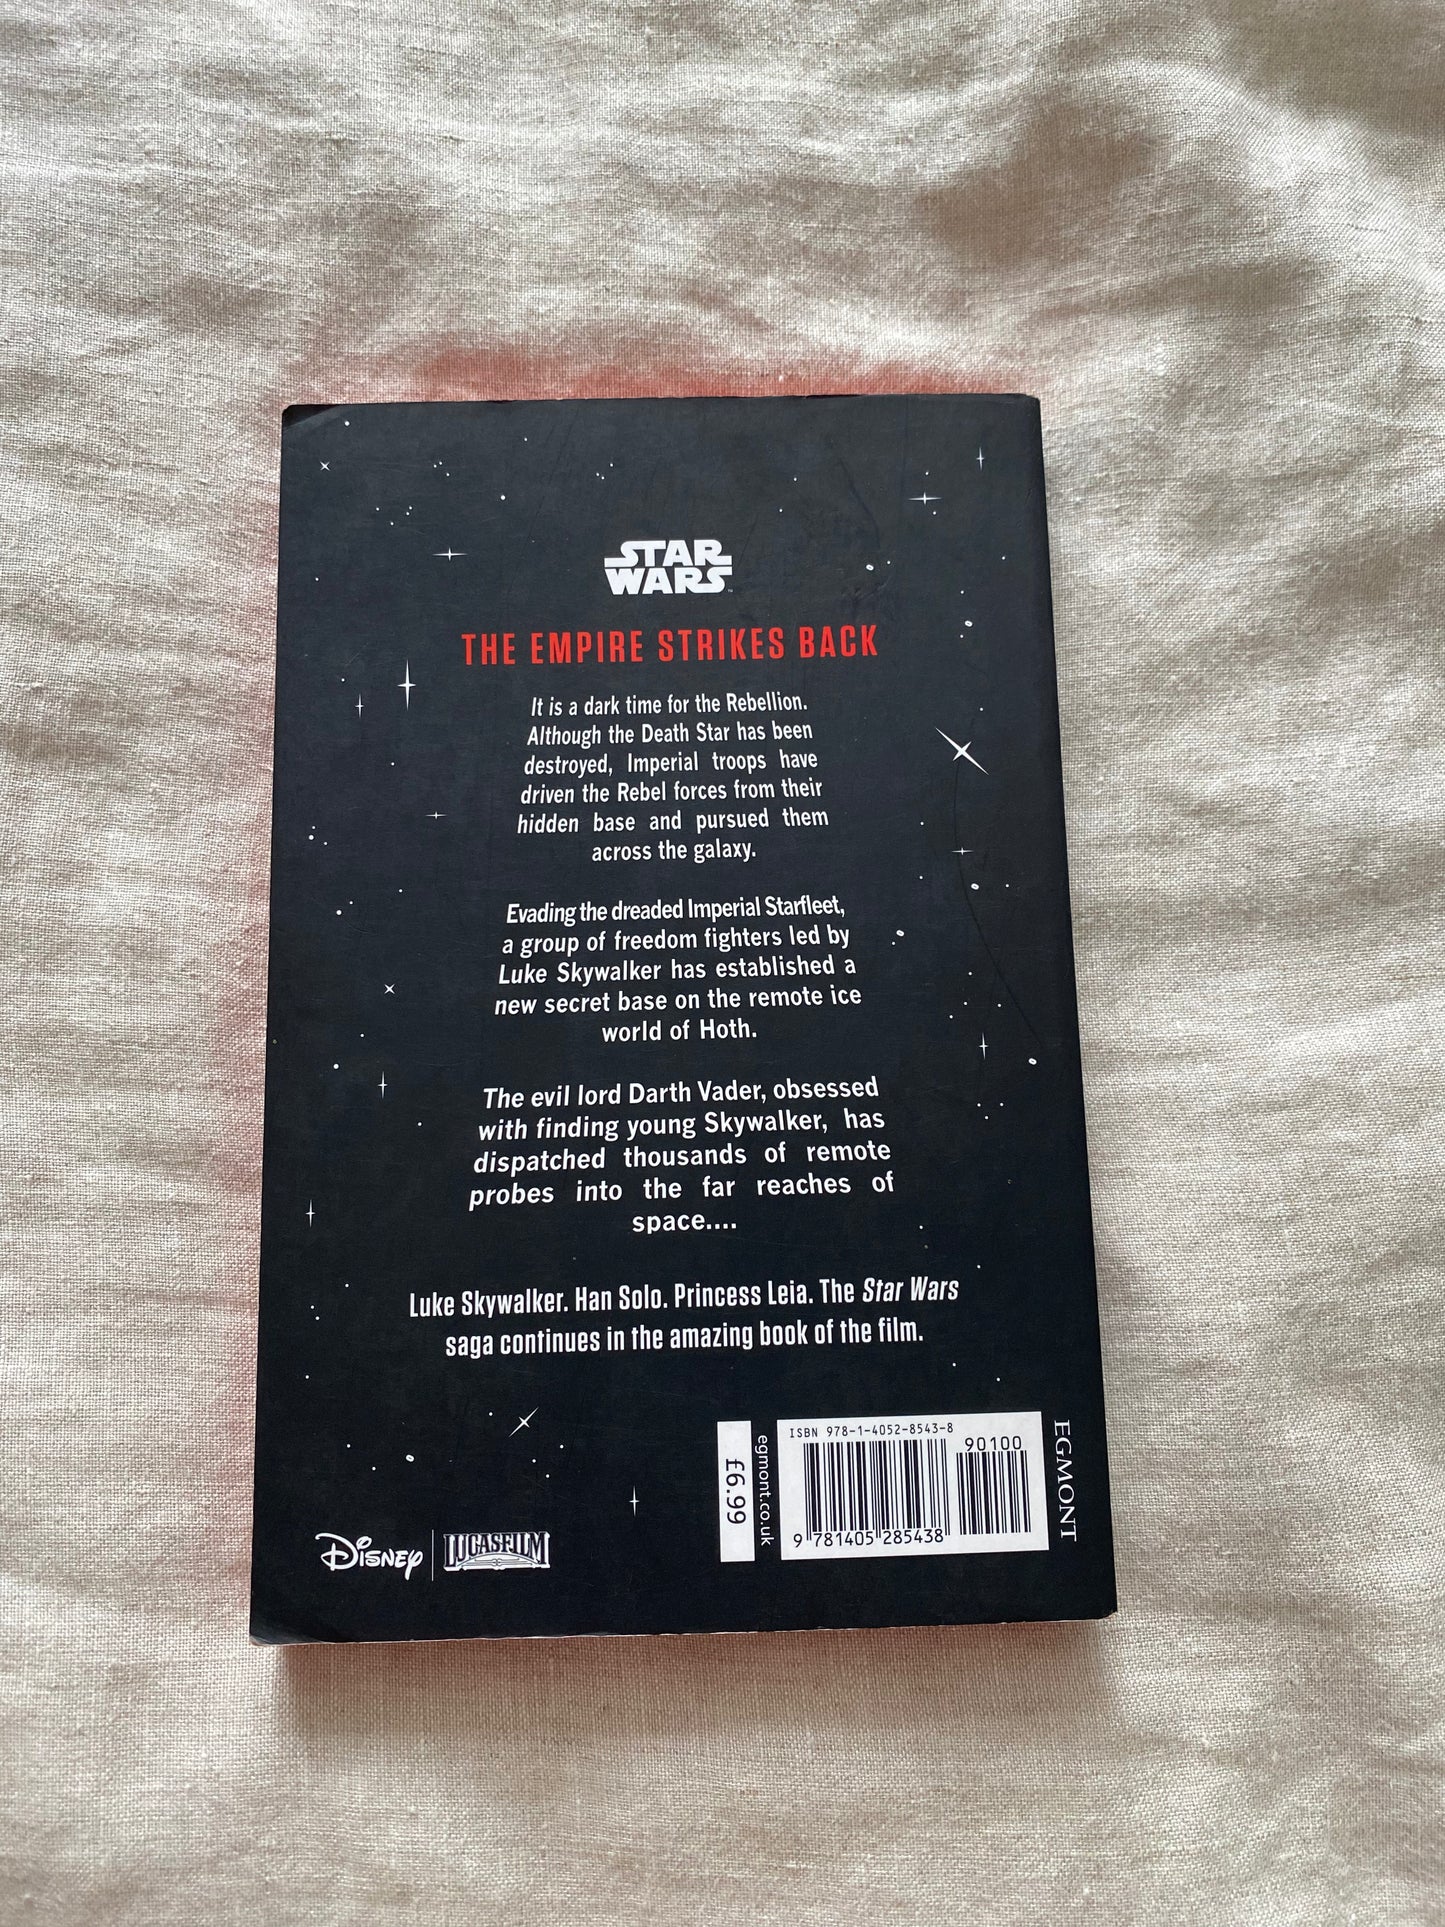 STAR
WARS
THE EMPIRE STRIKES BACK
It is a dark time for the Rebellion.
Although the Death Star has been
destroyed, Imperial troops have
driven the Rebel forces from their
hidden base and pursued them
across the galaxy.
Evading the dreaded Imperial Starfleet,
a group of freedom fighters led by
Luke Skywalker has established a
new secret base on the remote ice
world of Hoth.
The evil lord Darth Vader, obsessed
with finding young Skywalker, has
dispatched thousands of remote
probes into the far reaches of
space....
Luke Skywalker. Han Solo. Princess Leia. The Star Wars
saga continues in the amazing book of the film.
Disney
LUCASFILM
£6.99
egmont.co.uk
ISBN 978-1-4052-8543-8
90100
9 781405 285438
EGMONT